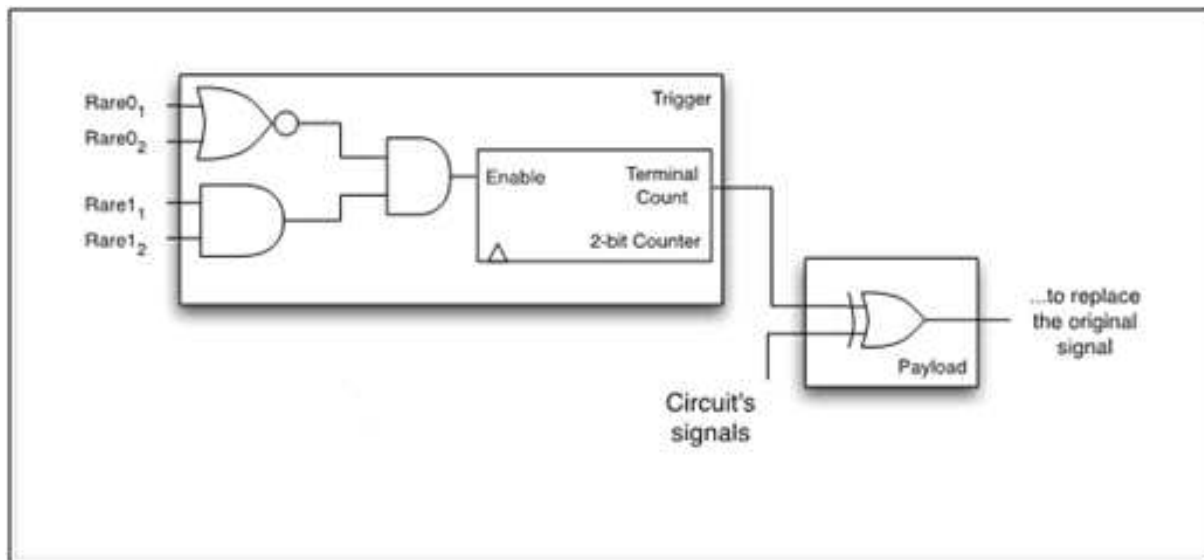 Rare0₁
Trigger
Rare0₂
Enable
Terminal
Count
Rare1₁
Rare1₂
2-bit Counter
...to replace
the original
signal
Payload
Circuit's
signals